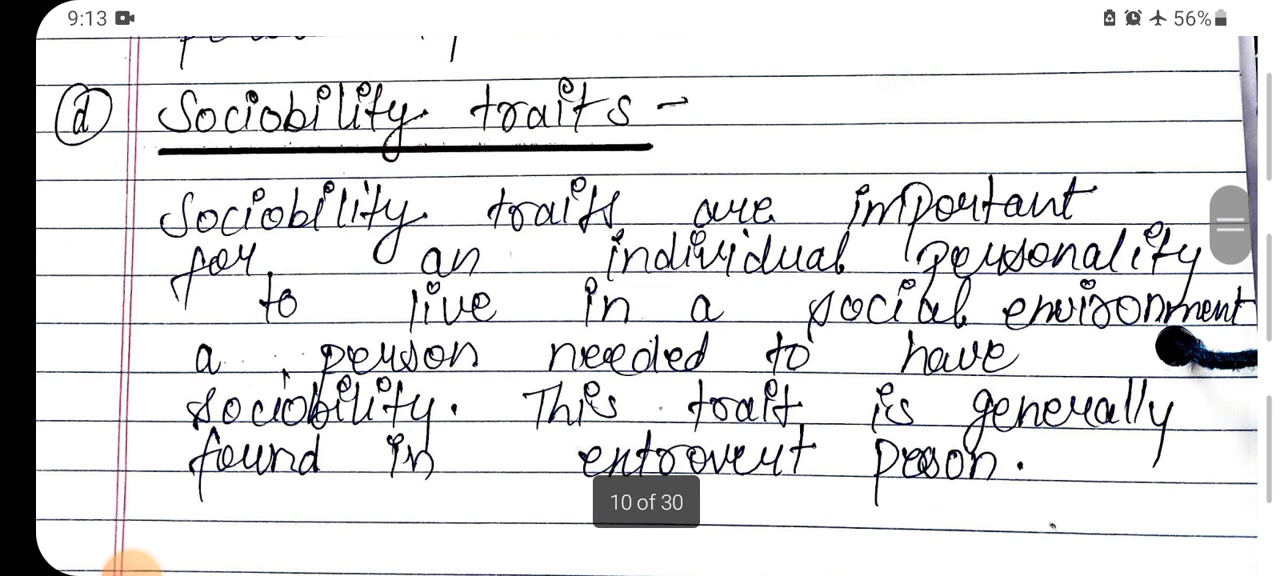 9:13 56%
(d) Sociobility traits -
Sociobility traits are important
for an individual personality
to live in a social environment
a person needed to have
sociobility. This trait is generally
found in entrovert person.
10 of 30